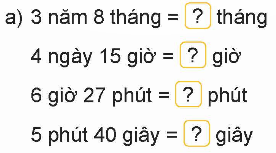 a) 3 năm 8 tháng = ? tháng
4 ngày 15 giờ = ? giờ
6 giờ 27 phút = ? phút
5 phút 40 giây = ? giây